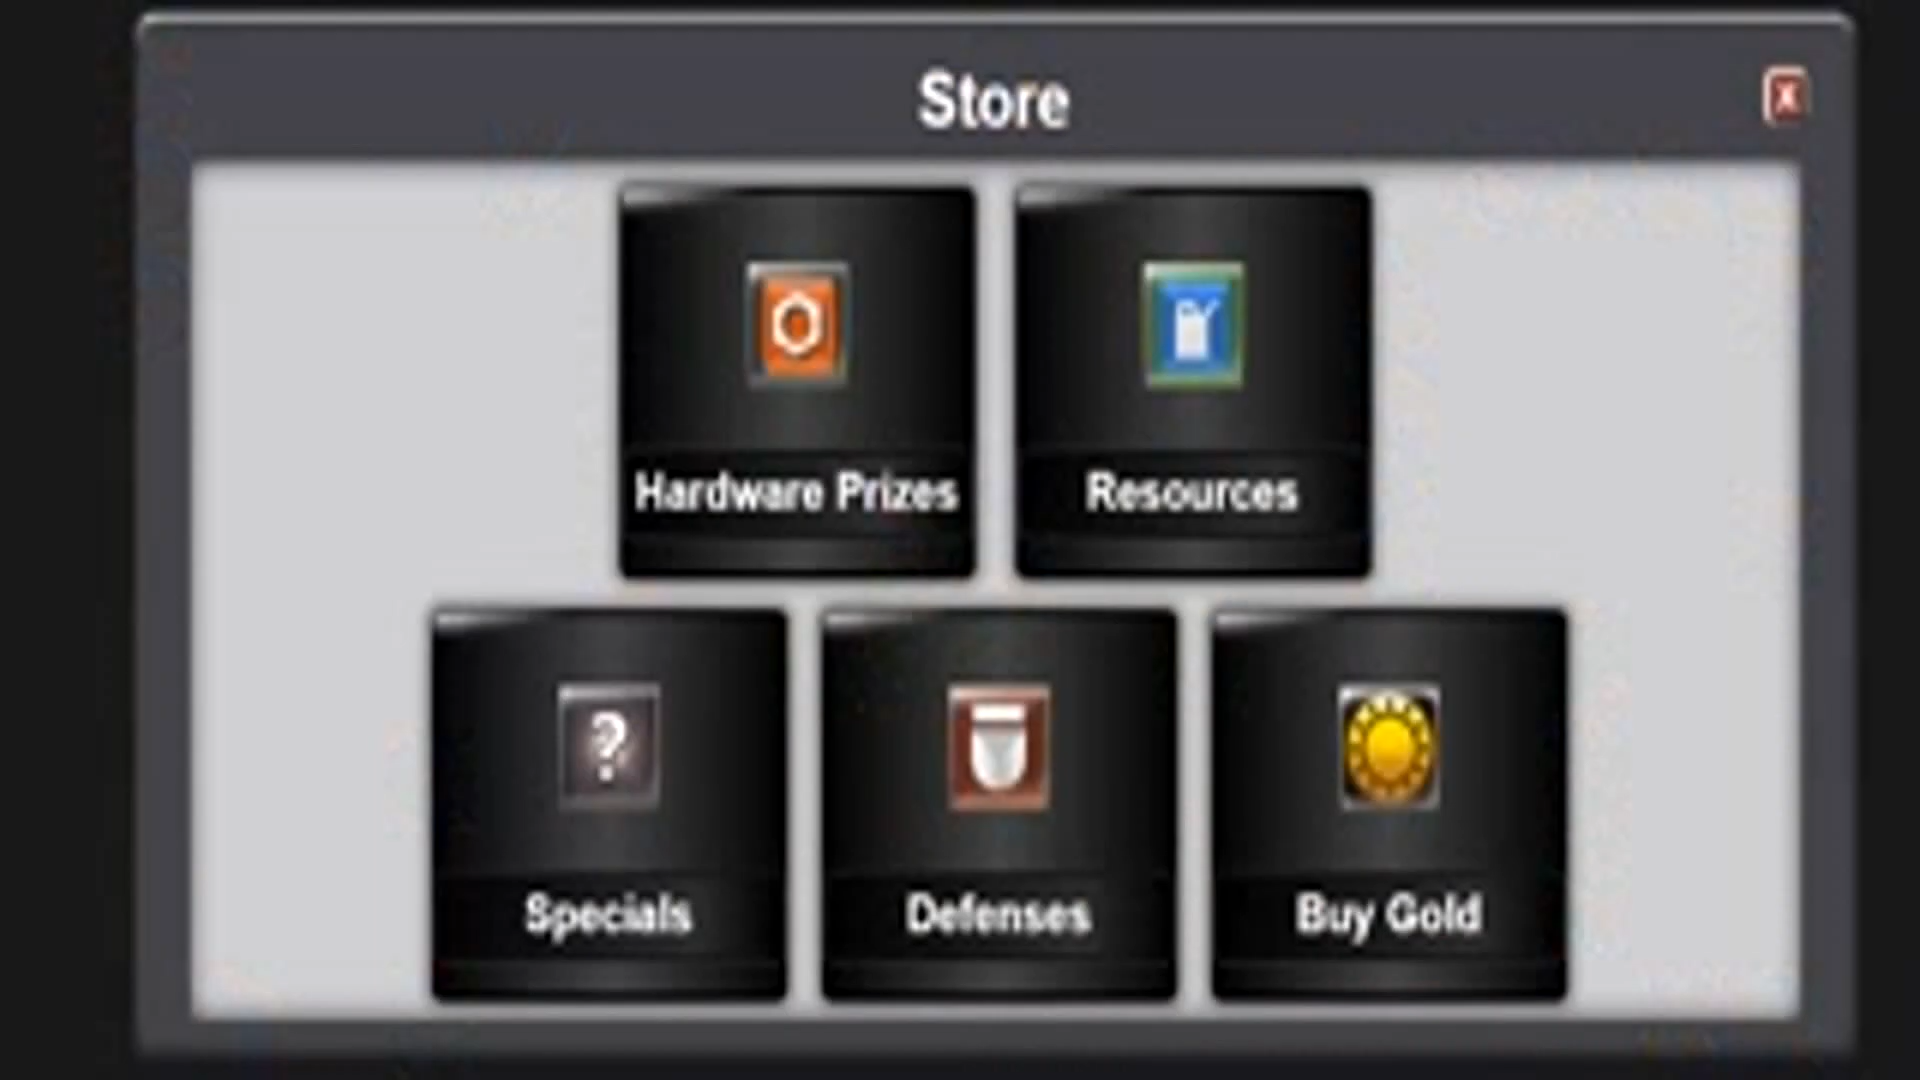 Store
X
Hardware Prizes
Resources
?
Specials
Defenses
Buy Gold